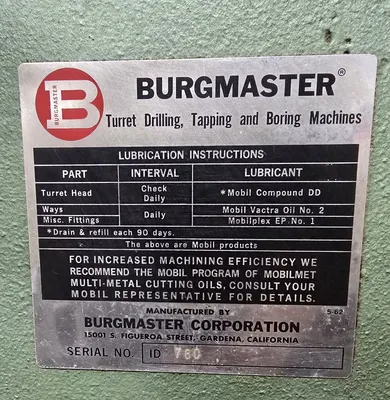 B
BURGMASTER
BURGMASTER®
Turret Drilling, Tapping and Boring Machines
LUBRICATION INSTRUCTIONS
PART INTERVAL LUBRICANT
Turret Head Check Daily *Mobil Compound DD
Ways Daily Mobil Vactra Oil No. 2
Misc. Fittings Mobilplex EP No. 1
*Drain & refill each 90 days.
The above are Mobil products
FOR INCREASED MACHINING EFFICIENCY WE
RECOMMEND THE MOBIL PROGRAM OF MOBILMET
MULTI-METAL CUTTING OILS, CONSULT YOUR
MOBIL REPRESENTATIVE FOR DETAILS.
MANUFACTURED BY 5-62
BURGMASTER CORPORATION
15001 S. FIGUEROA STREET, GARDENA, CALIFORNIA
SERIAL NO. ID 780